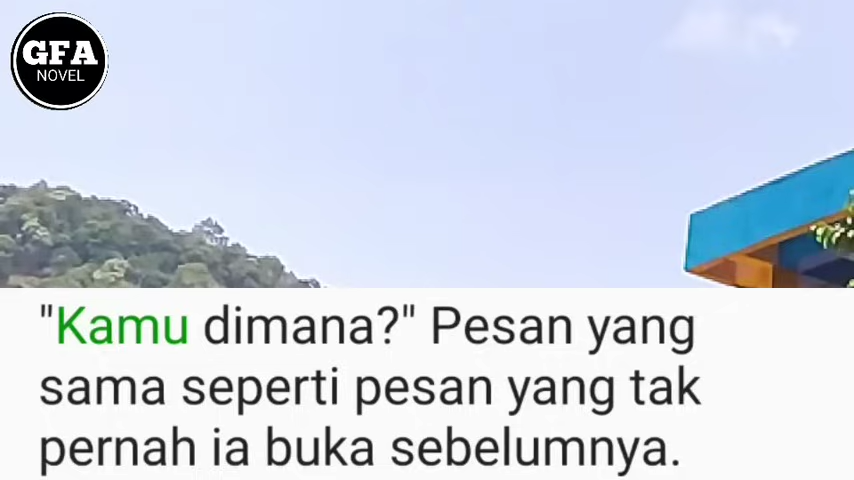 GFA
NOVEL
"Kamu dimana?" Pesan yang
sama seperti pesan yang tak
pernah ia buka sebelumnya.